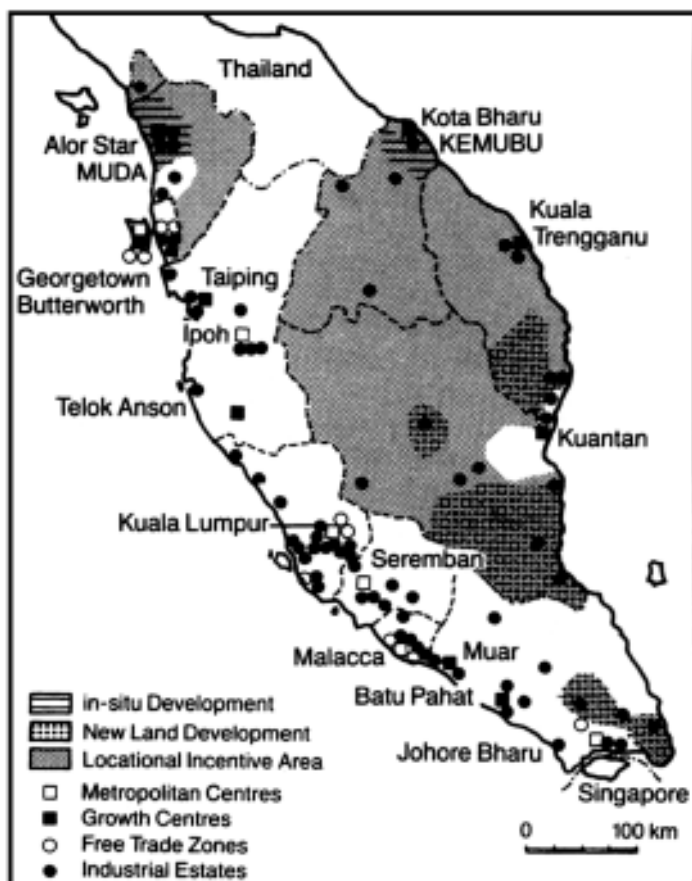 Thailand
Kota Bharu
KEMUBU
Alor Star
MUDA
Kuala
Trengganu
Georgetown
Butterworth
Taiping
Ipoh
Telok Anson
Kuantan
Kuala Lumpur
Seremban
Malacca
Muar
Batu Pahat
Johore Bharu
Singapore
in-situ Development
New Land Development
Locational Incentive Area
Metropolitan Centres
Growth Centres
Free Trade Zones
Industrial Estates
0 100 km